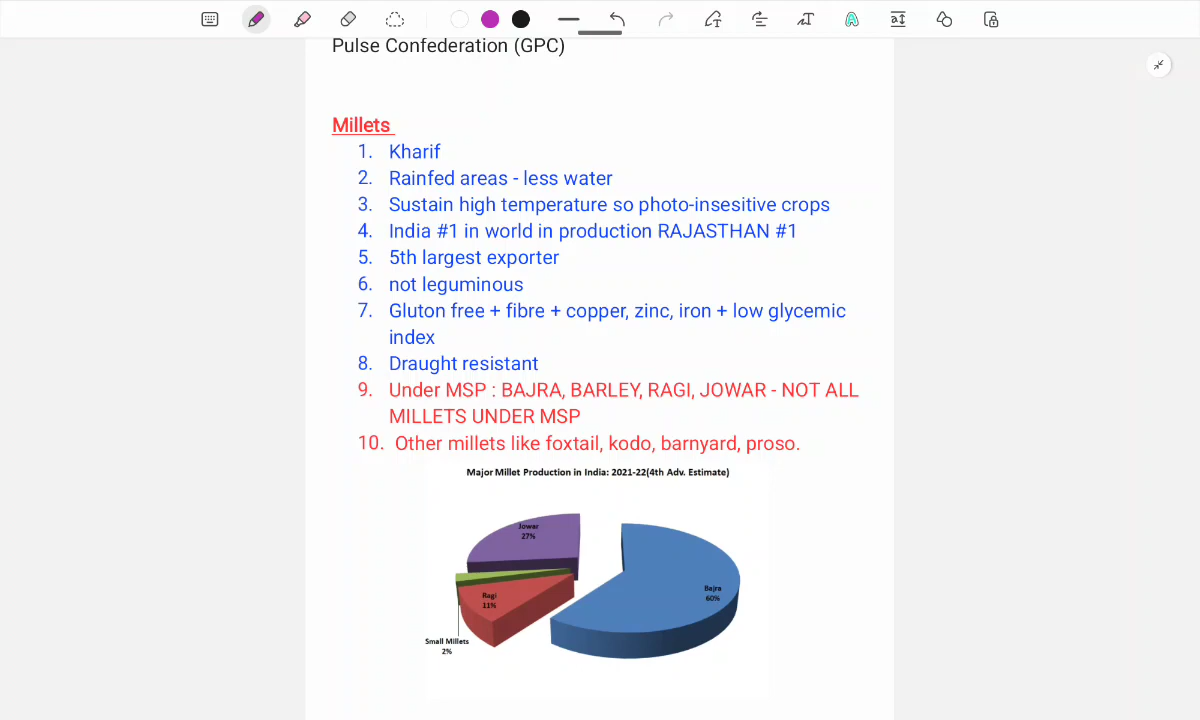 Pulse Confederation (GPC)
Millets
1. Kharif
2. Rainfed areas - less water
3. Sustain high temperature so photo-insesitive crops
4. India #1 in world in production RAJASTHAN #1
5. 5th largest exporter
6. not leguminous
7. Gluton free + fibre + copper, zinc, iron + low glycemic
index
8. Draught resistant
9. Under MSP : BAJRA, BARLEY, RAGI, JOWAR - NOT ALL
MILLETS UNDER MSP
10. Other millets like foxtail, kodo, barnyard, proso.
Major Millet Production in India: 2021-22(4th Adv. Estimate)
Jowar
27%
Bajra
60%
Ragi
11%
Small Millets
2%